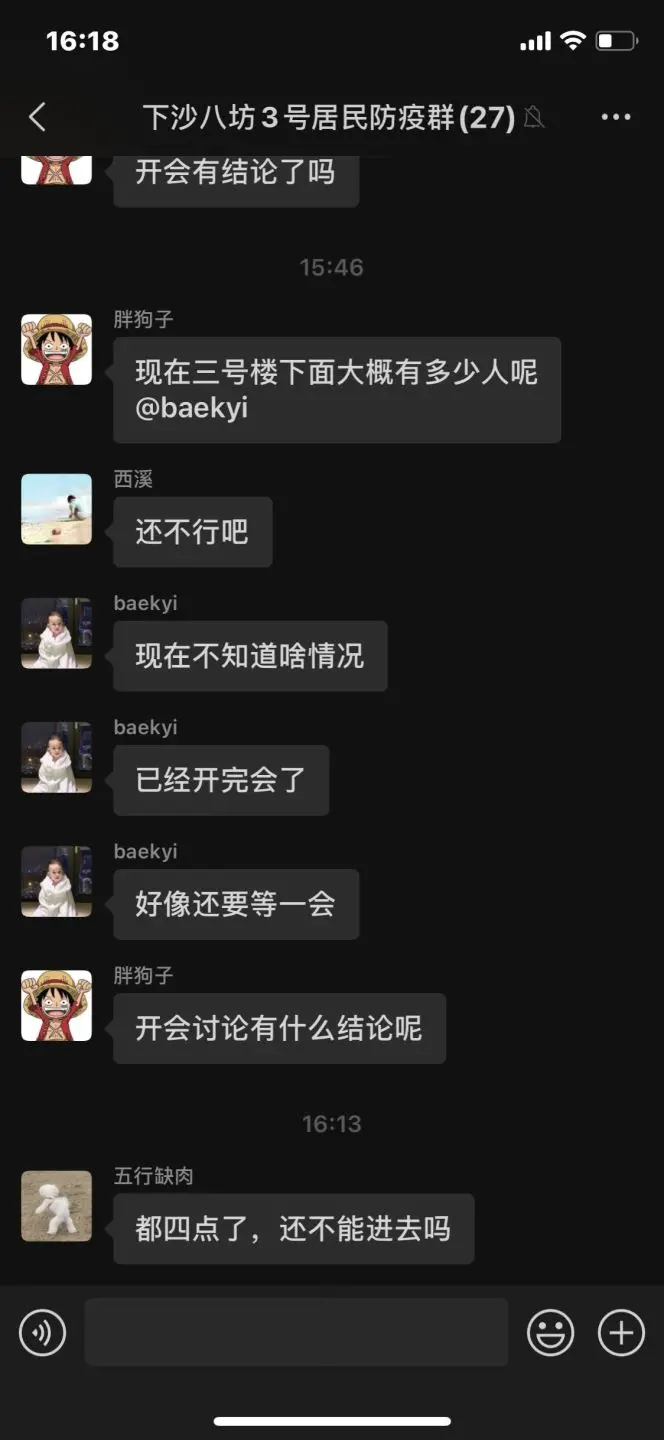 16:18
下沙八坊3号居民防疫群(27)
开会有结论了吗
15:46
胖狗子
现在三号楼下面大概有多少人呢
@baekyi
西溪
还不行吧
baekyi
现在不知道啥情况
baekyi
已经开完会了
baekyi
好像还要等一会
胖狗子
开会讨论有什么结论呢
16:13
五行缺肉
都四点了，还不能进去吗